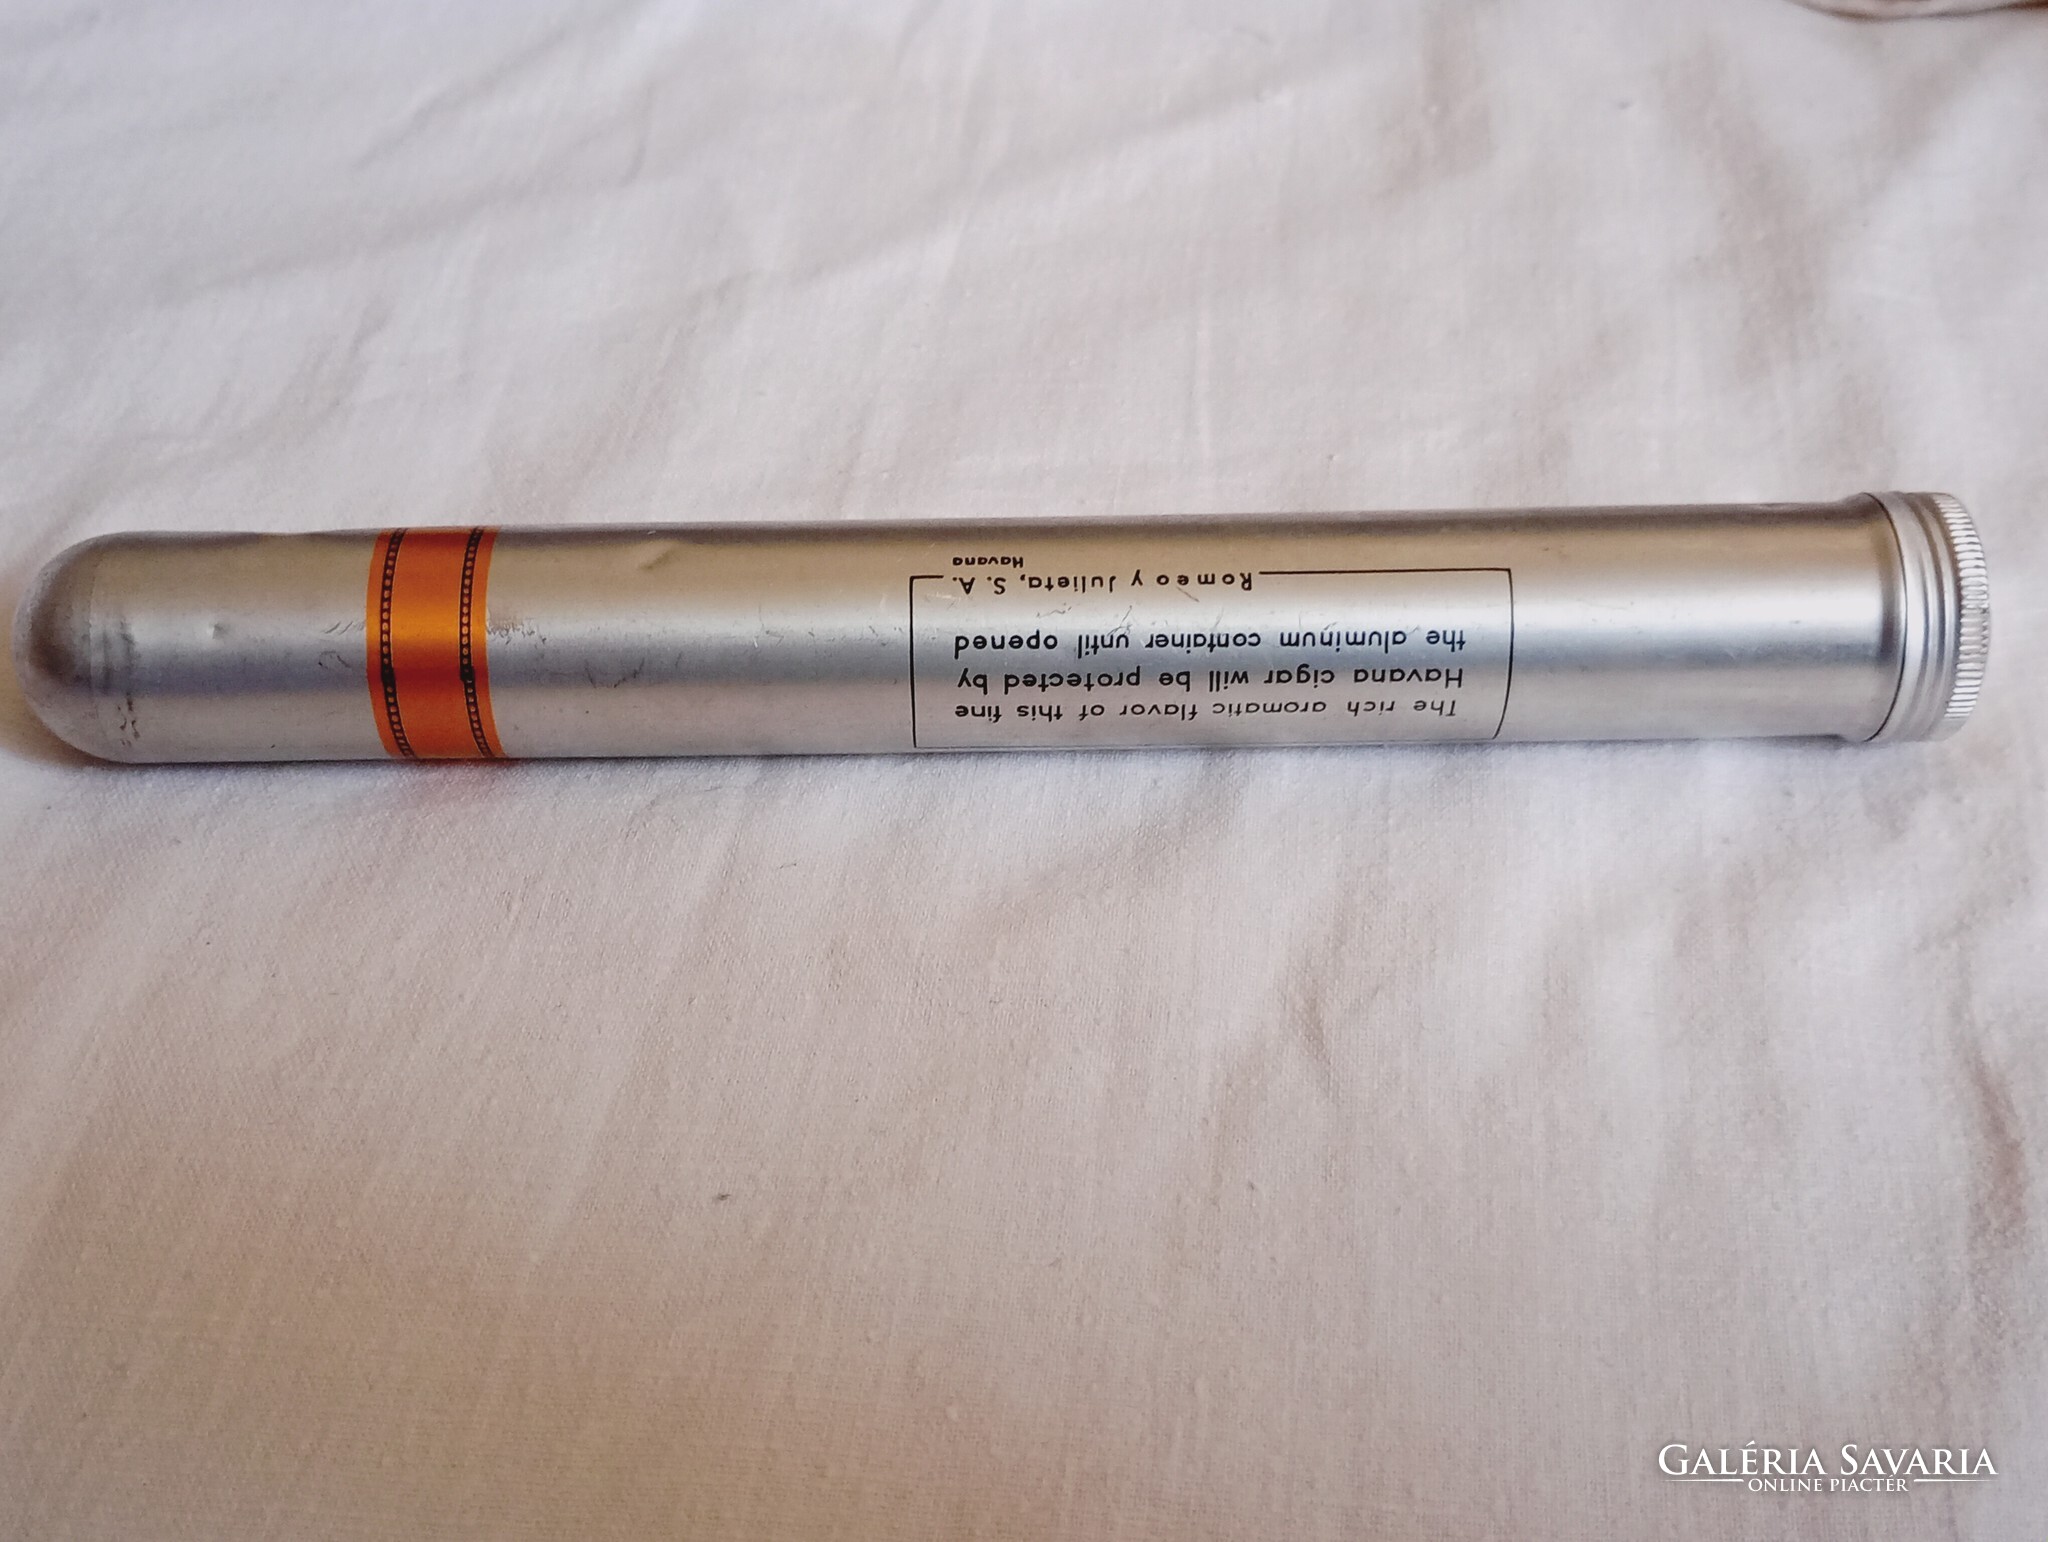 The rich aromatic flavor of this fine
Havana cigar will be protected by
the aluminum container until opened
Romeo y Julieta, S. A.
Havana
GALÉRIA SAVARIA
ONLINE PIACTÉR